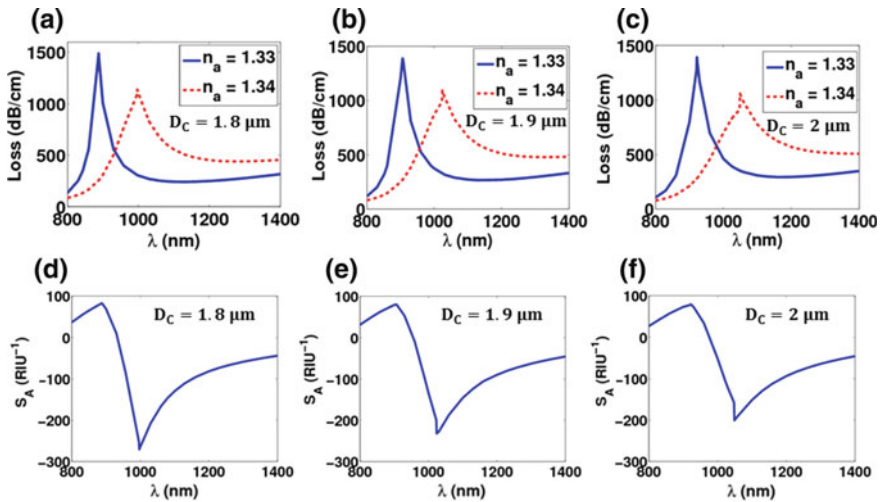 (a)
1500
1000
500
0
Loss (dB/cm)
n_a = 1.33
n_a = 1.34
D_C = 1.8 μm
800 1000 1200 1400
λ (nm)
(b)
1500
1000
500
0
Loss (dB/cm)
n_a = 1.33
n_a = 1.34
D_C = 1.9 μm
800 1000 1200 1400
λ (nm)
(c)
1500
1000
500
0
Loss (dB/cm)
n_a = 1.33
n_a = 1.34
D_C = 2 μm
800 1000 1200 1400
λ (nm)
(d)
100
0
−100
−200
−300
S_A (RIU⁻¹)
D_C = 1.8 μm
800 1000 1200 1400
λ (nm)
(e)
100
0
−100
−200
−300
S_A (RIU⁻¹)
D_C = 1.9 μm
800 1000 1200 1400
λ (nm)
(f)
100
0
−100
−200
−300
S_A (RIU⁻¹)
D_C = 2 μm
800 1000 1200 1400
λ (nm)